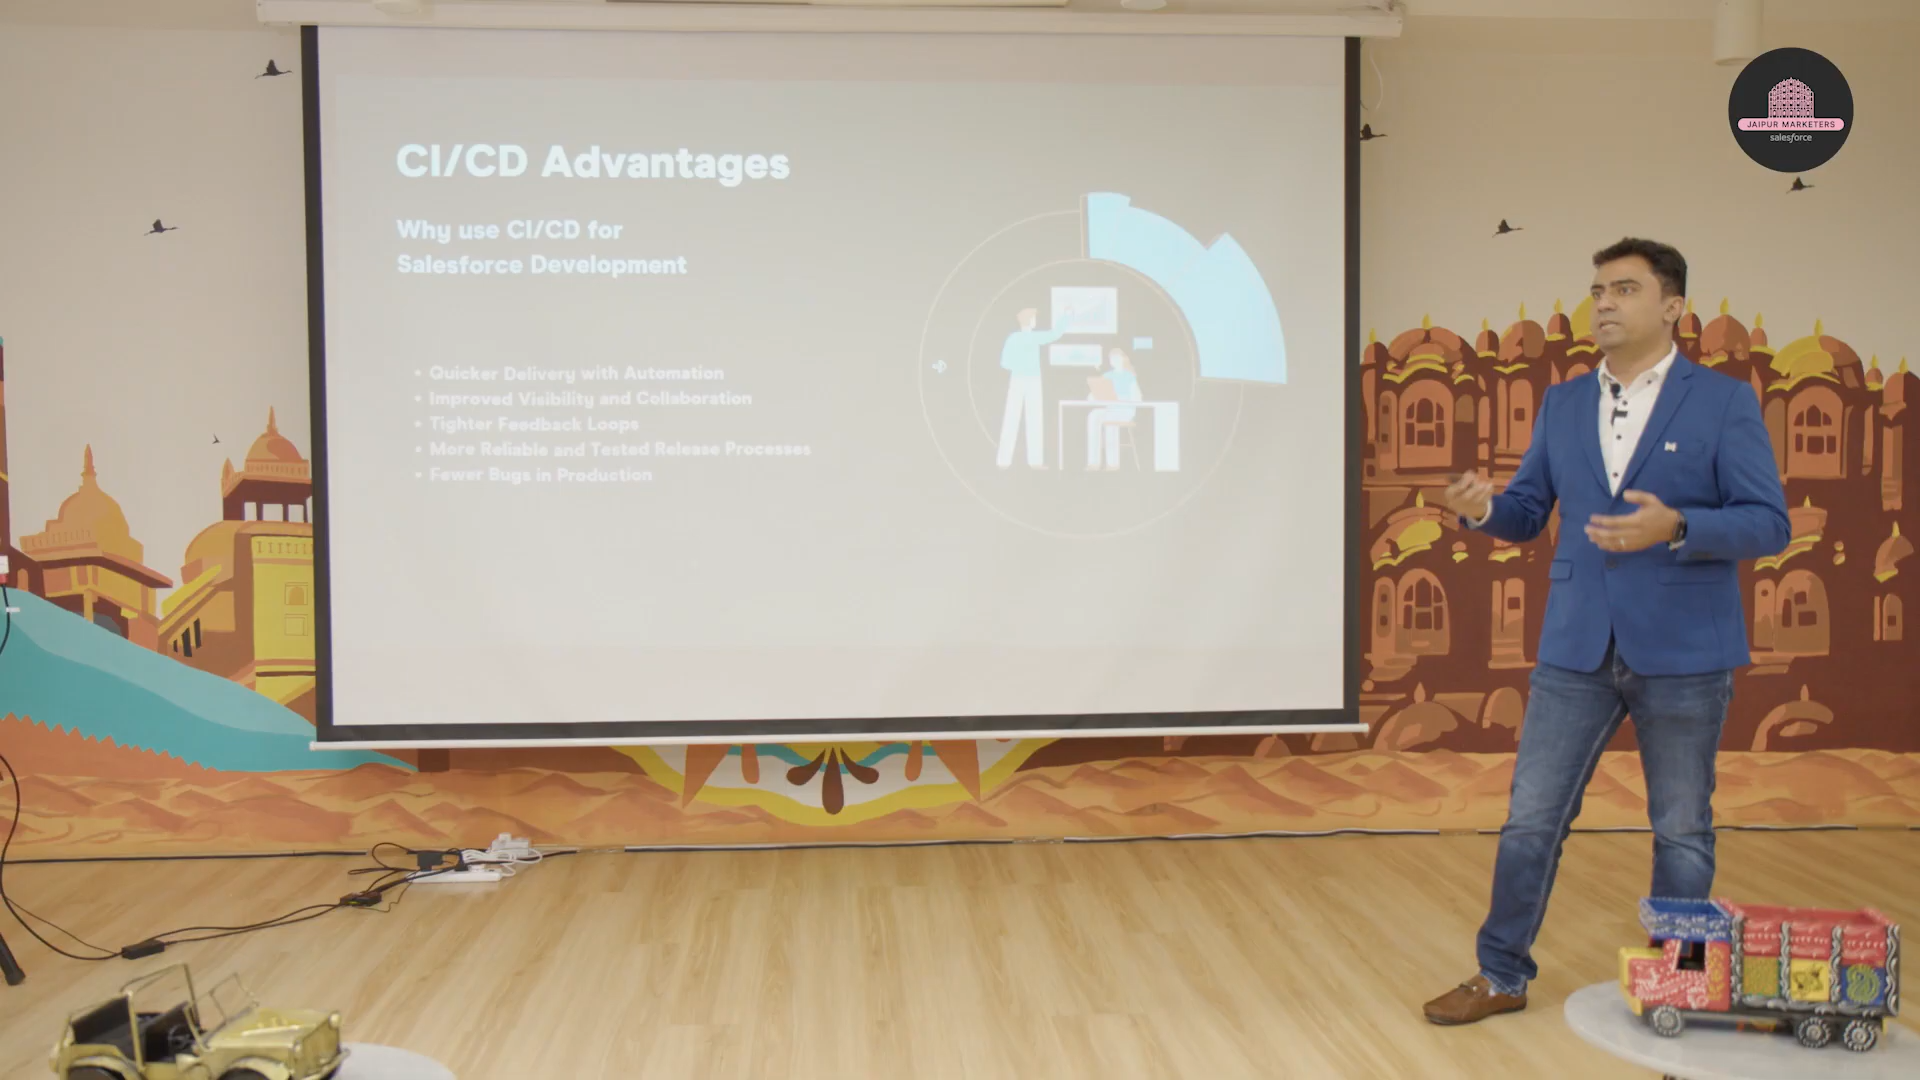 CI/CD Advantages
Why use CI/CD for
Salesforce Development
• Quicker Delivery with Automation
• Improved Visibility and Collaboration
• Tighter Feedback Loops
• More Reliable and Tested Release Processes
• Fewer Bugs in Production
JAIPUR MARKETERS
salesforce